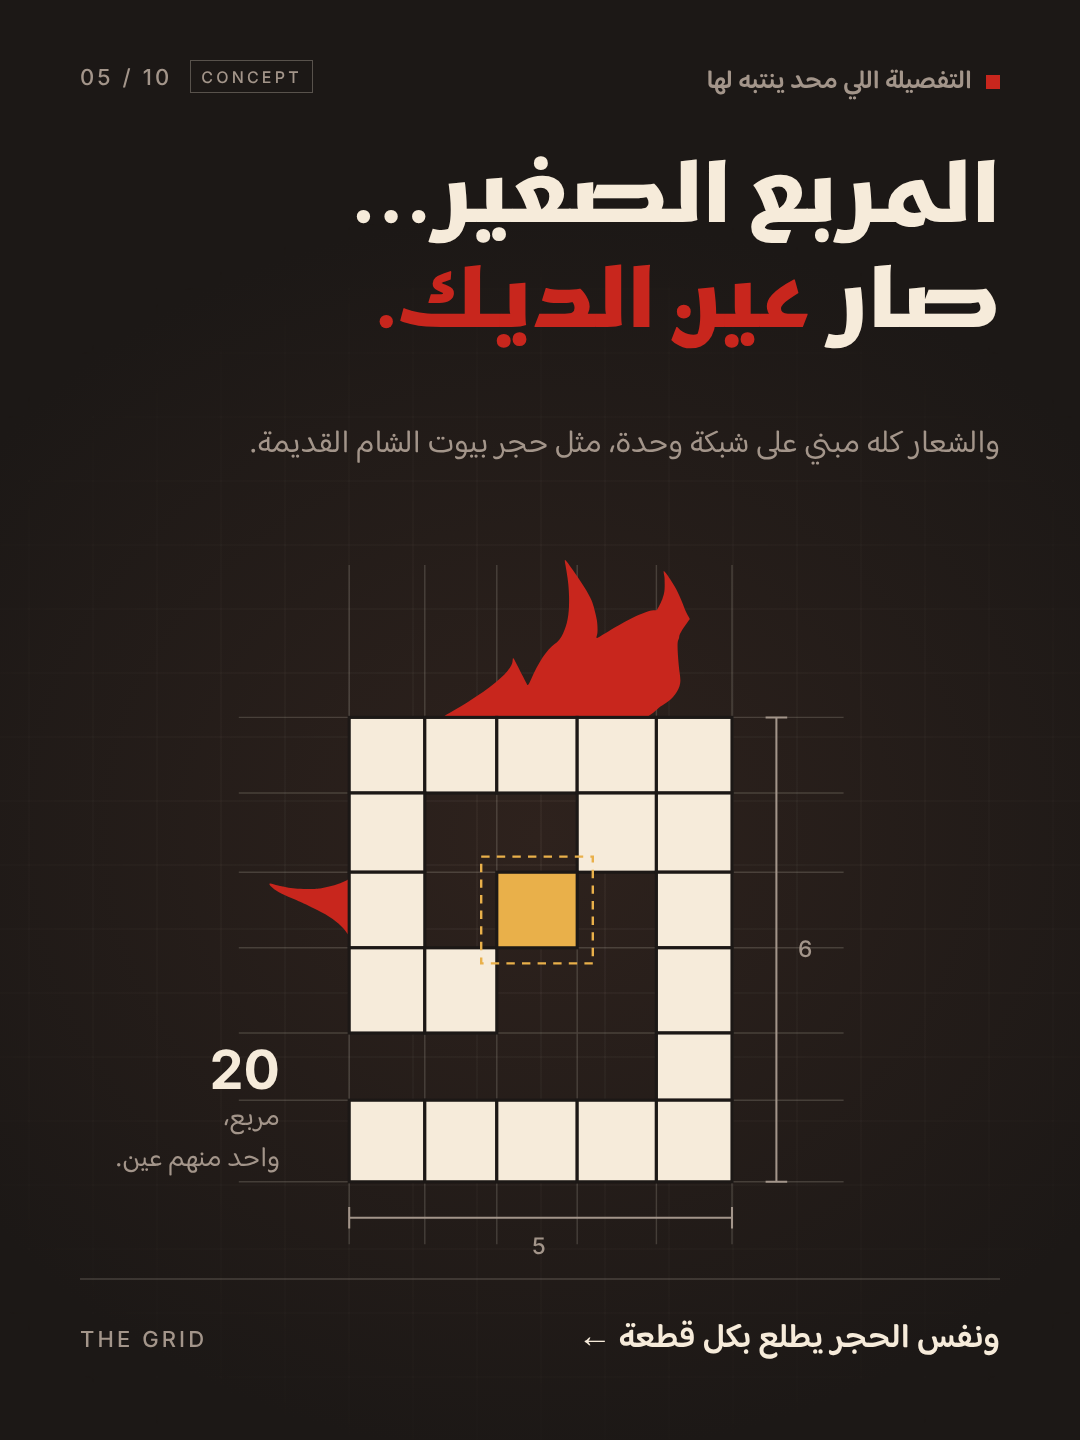 التفصيلة اللي محد ينتبه لها
05 / 10
CONCEPT
المربع الصغير...
صار عين الديك.
والشعار كله مبني على شبكة وحدة، مثل حجر بيوت الشام القديمة.
6
20
مربع،
واحد منهم عين.
5
ونفس الحجر يطلع بكل قطعة ←
THE GRID